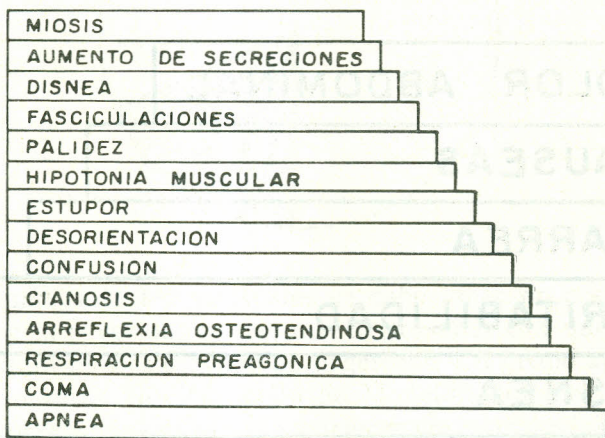 MIOSIS
AUMENTO DE SECRECIONES
DISNEA
FASCICULACIONES
PALIDEZ
HIPOTONIA MUSCULAR
ESTUPOR
DESORIENTACION
CONFUSION
CIANOSIS
ARREFLEXIA OSTEOTENDINOSA
RESPIRACION PREAGONICA
COMA
APNEA